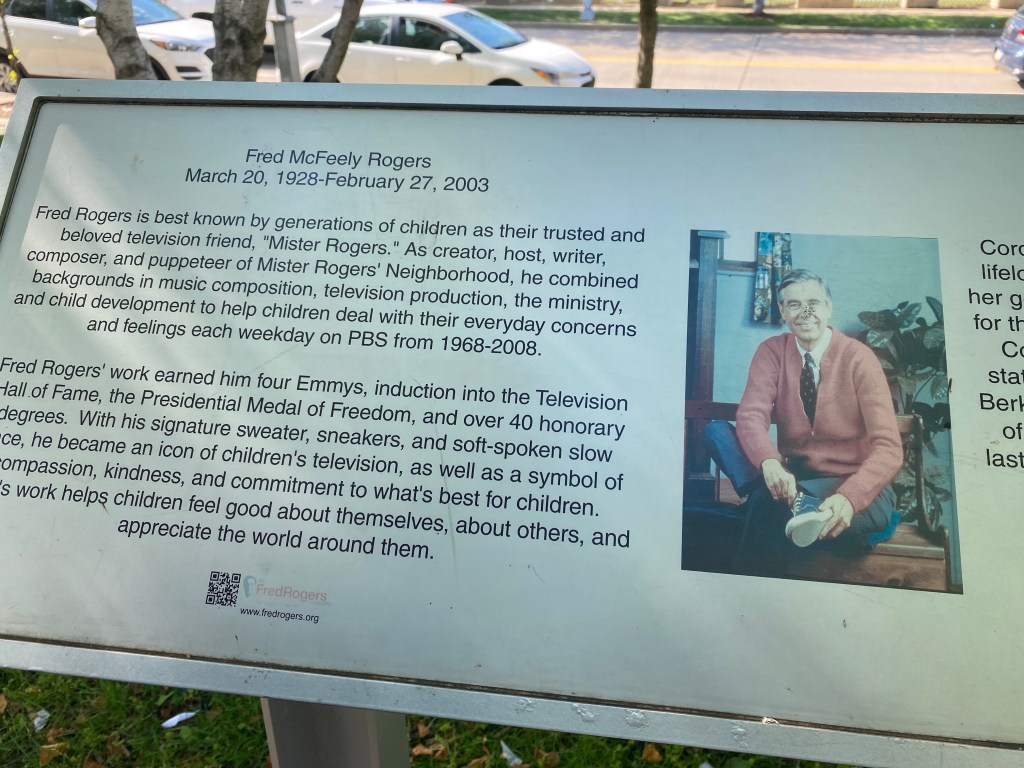 Fred McFeely Rogers
March 20, 1928-February 27, 2003
Fred Rogers is best known by generations of children as their trusted and
beloved television friend, "Mister Rogers." As creator, host, writer,
composer, and puppeteer of Mister Rogers' Neighborhood, he combined
backgrounds in music composition, television production, the ministry,
and child development to help children deal with their everyday concerns
and feelings each weekday on PBS from 1968-2008.
Fred Rogers' work earned him four Emmys, induction into the Television
Hall of Fame, the Presidential Medal of Freedom, and over 40 honorary
degrees. With his signature sweater, sneakers, and soft-spoken slow
ce, he became an icon of children's television, as well as a symbol of
compassion, kindness, and commitment to what's best for children.
's work helps children feel good about themselves, about others, and
appreciate the world around them.
FredRogers
www.fredrogers.org
Coro
lifelo
her g
for th
Co
stat
Berk
of
last